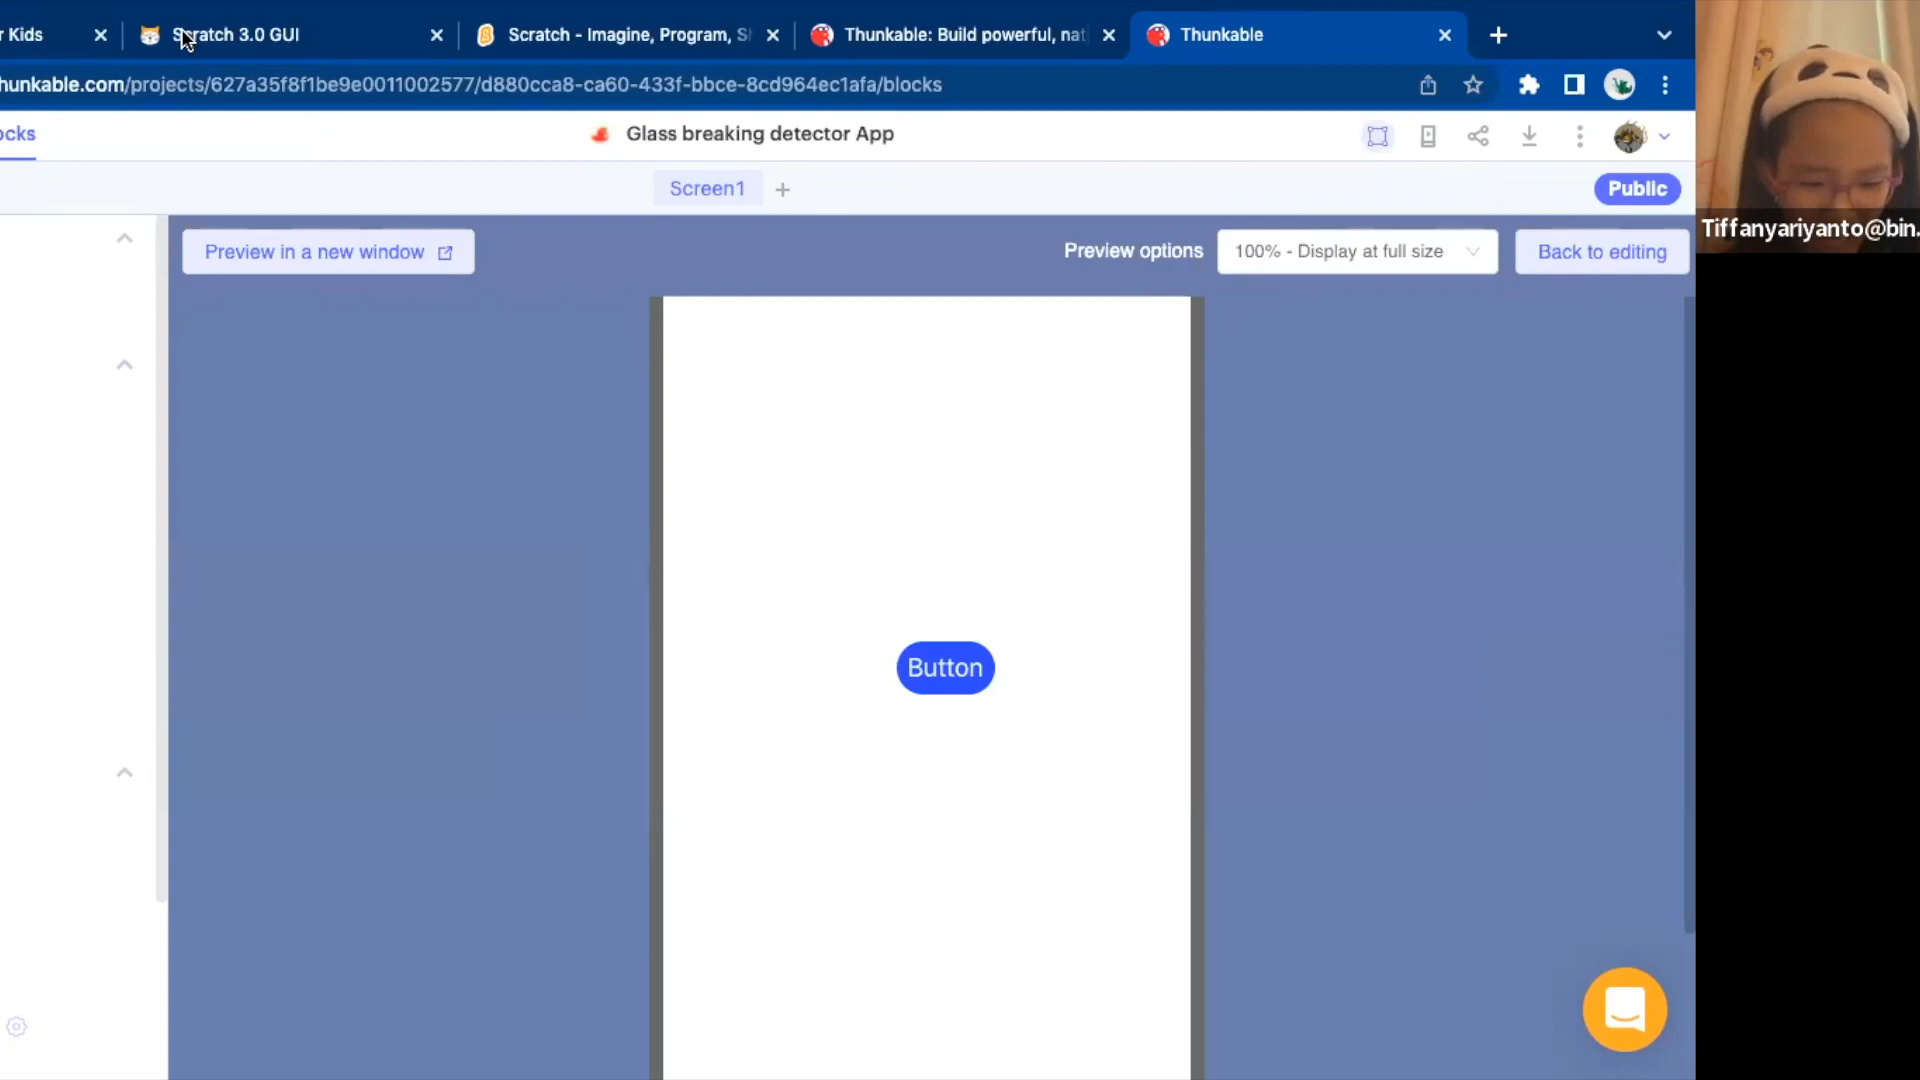 r Kids
Scratch 3.0 GUI
Scratch - Imagine, Program, S
Thunkable: Build powerful, nat
Thunkable
hunkable.com/projects/627a35f8f1be9e0011002577/d880cca8-ca60-433f-bbce-8cd964ec1afa/blocks
ocks
Glass breaking detector App
Screen1
Public
Tiffanyariyanto@bin.
Preview in a new window
Preview options
100% - Display at full size
Back to editing
Button